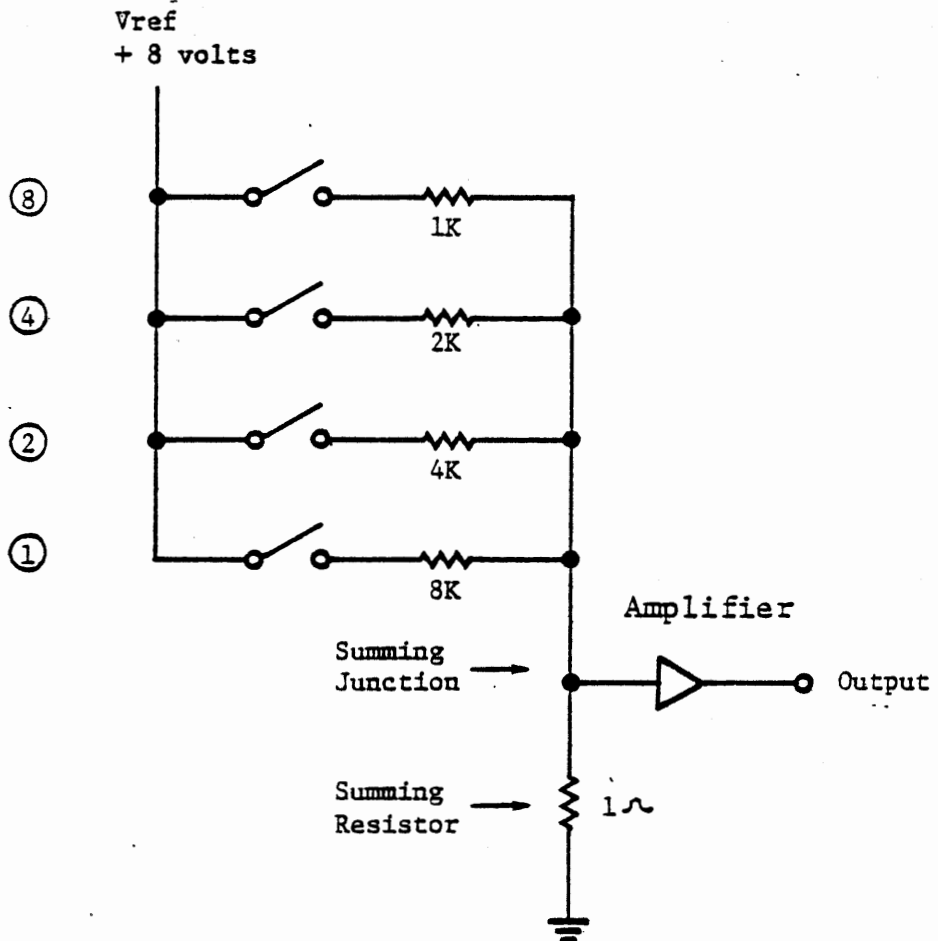 Vref
+ 8 volts
⑧
1K
④
2K
②
4K
①
8K
Amplifier
Summing
Junction
Output
Summing
Resistor
1Ω